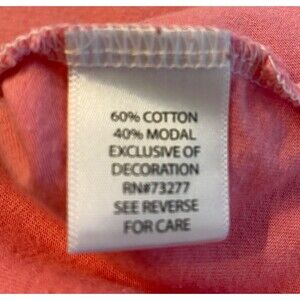 60% COTTON
40% MODAL
EXCLUSIVE OF
DECORATION
RN#73277
SEE REVERSE
FOR CARE